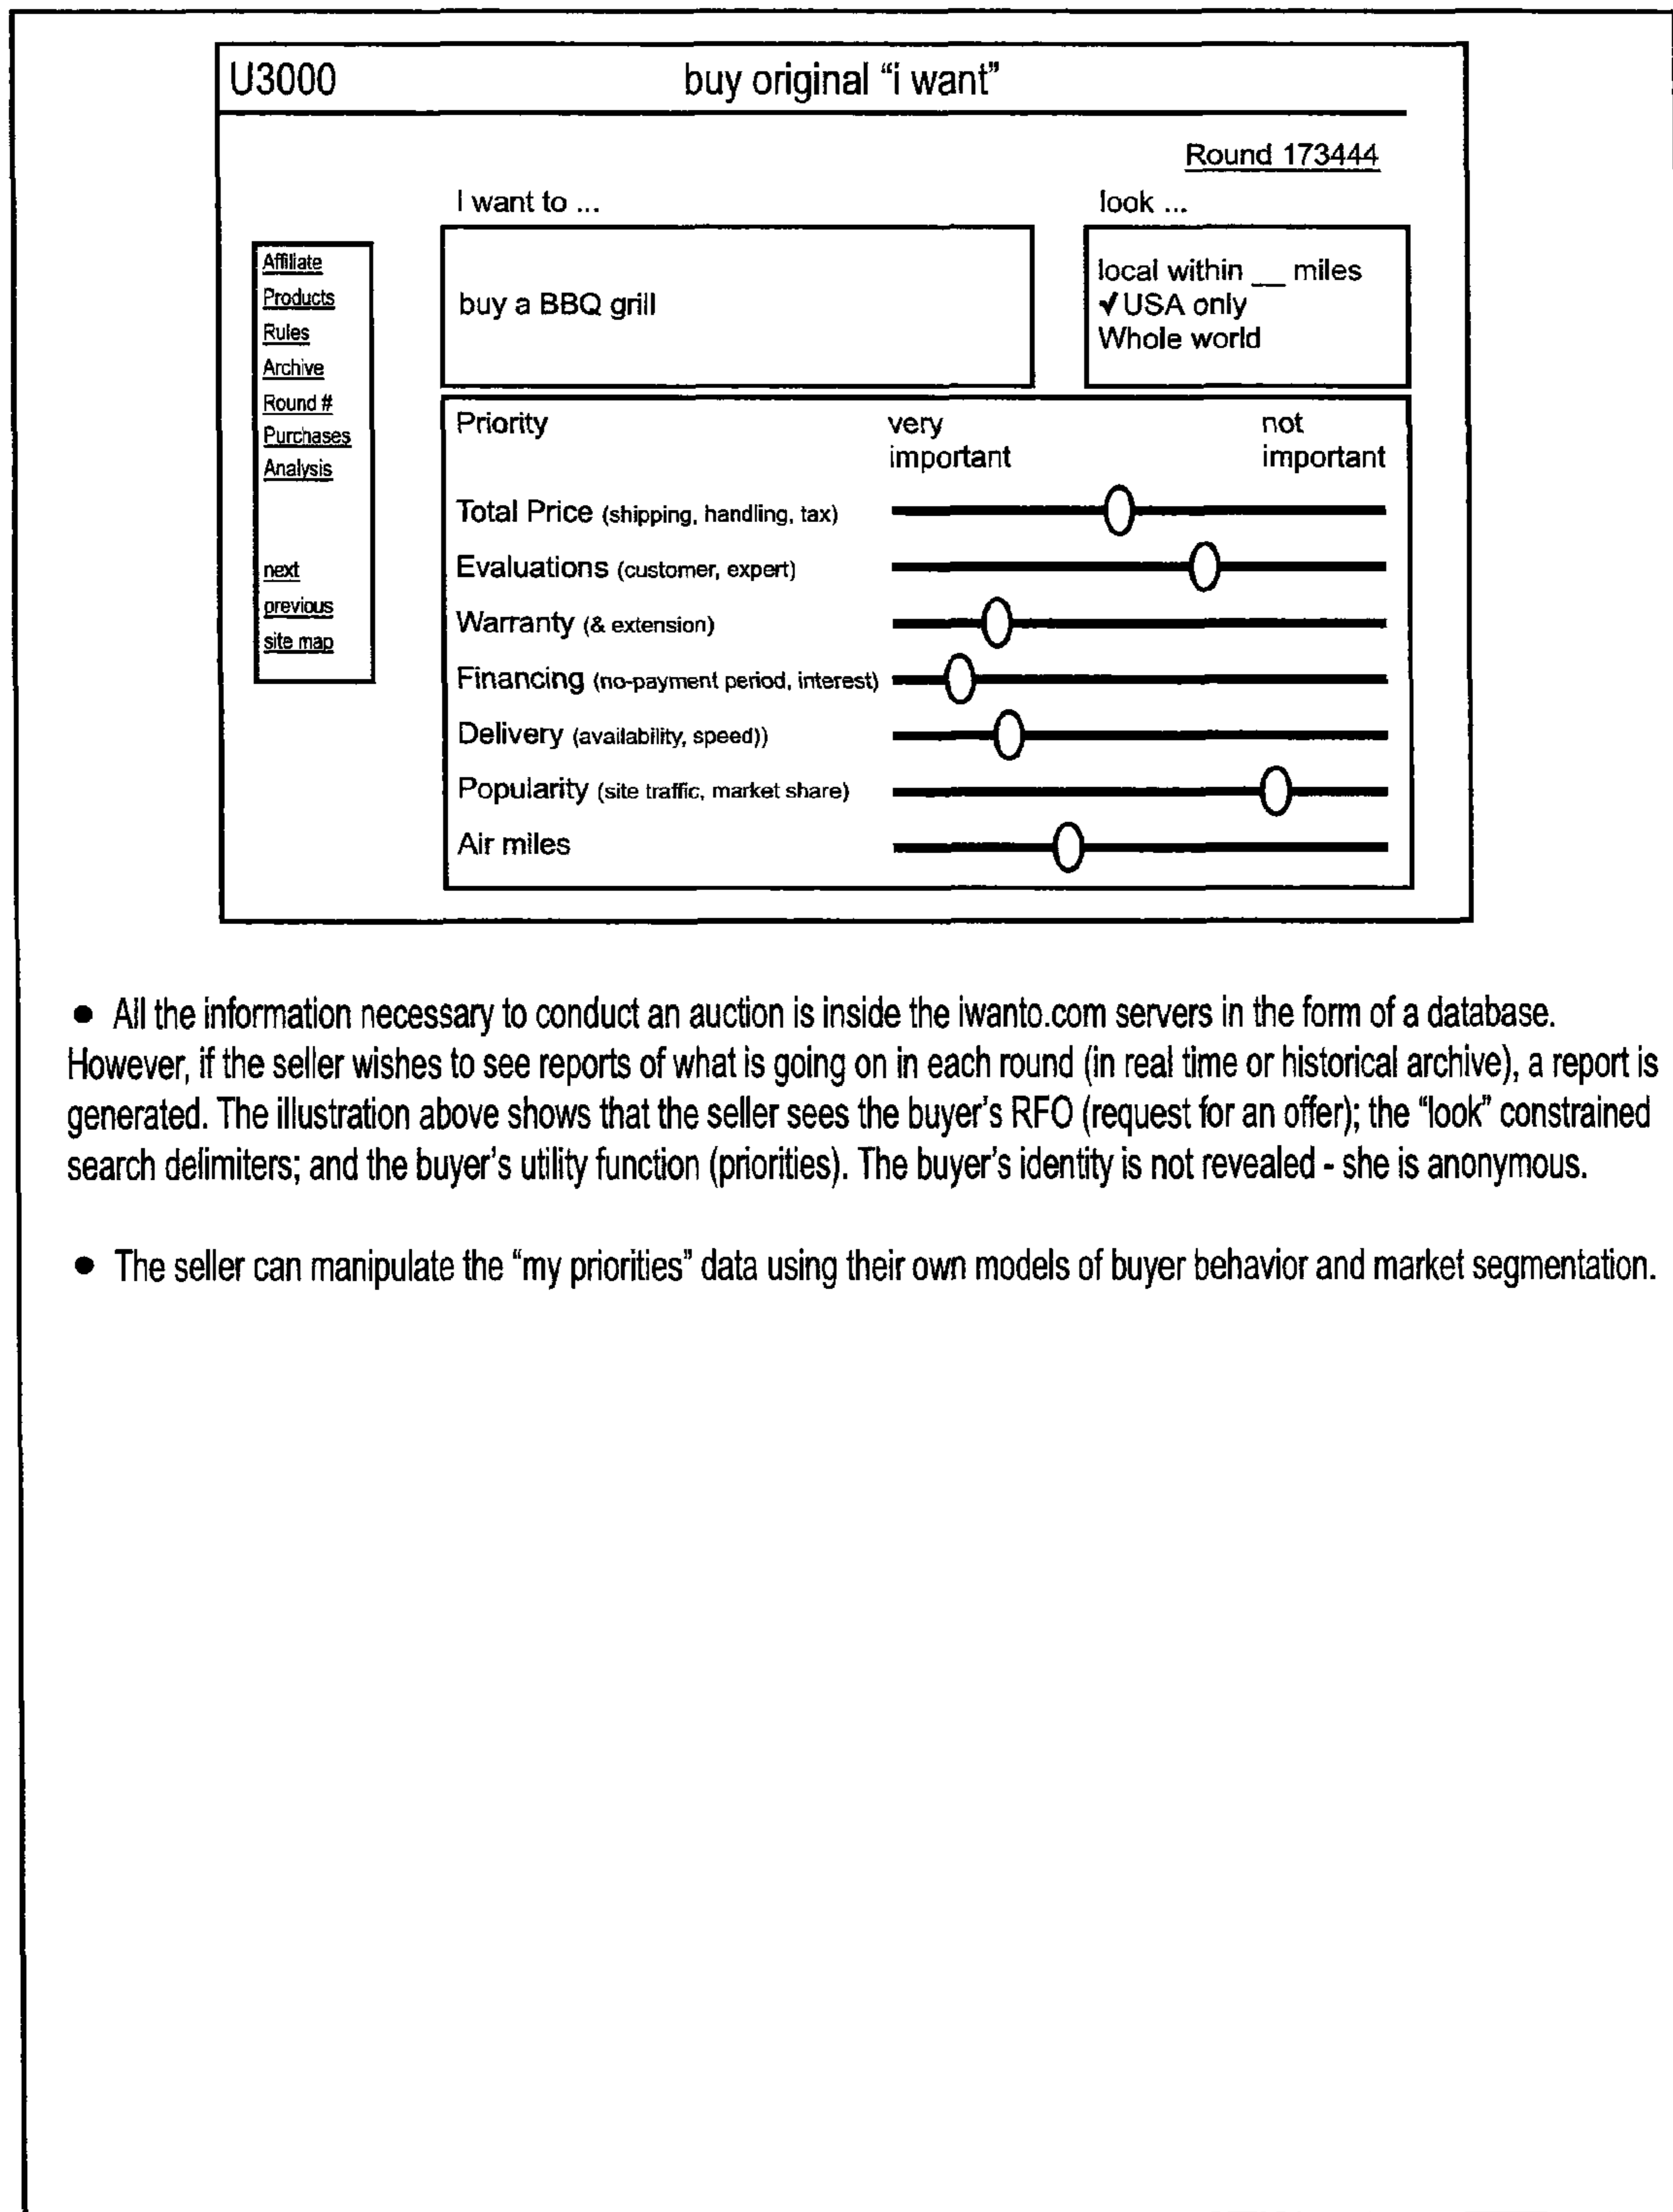 U3000 buy original “i want”
Round 173444
I want to ... look ...
Affiliate
Products
Rules
Archive
Round #
Purchases
Analysis
next
previous
site map
buy a BBQ grill
local within __ miles
✓USA only
Whole world
Priority very important not important
Total Price (shipping, handling, tax)
Evaluations (customer, expert)
Warranty (& extension)
Financing (no-payment period, interest)
Delivery (availability, speed))
Popularity (site traffic, market share)
Air miles
● All the information necessary to conduct an auction is inside the iwanto.com servers in the form of a database.
However, if the seller wishes to see reports of what is going on in each round (in real time or historical archive), a report is
generated. The illustration above shows that the seller sees the buyer's RFO (request for an offer); the “look” constrained
search delimiters; and the buyer's utility function (priorities). The buyer's identity is not revealed - she is anonymous.
● The seller can manipulate the “my priorities” data using their own models of buyer behavior and market segmentation.